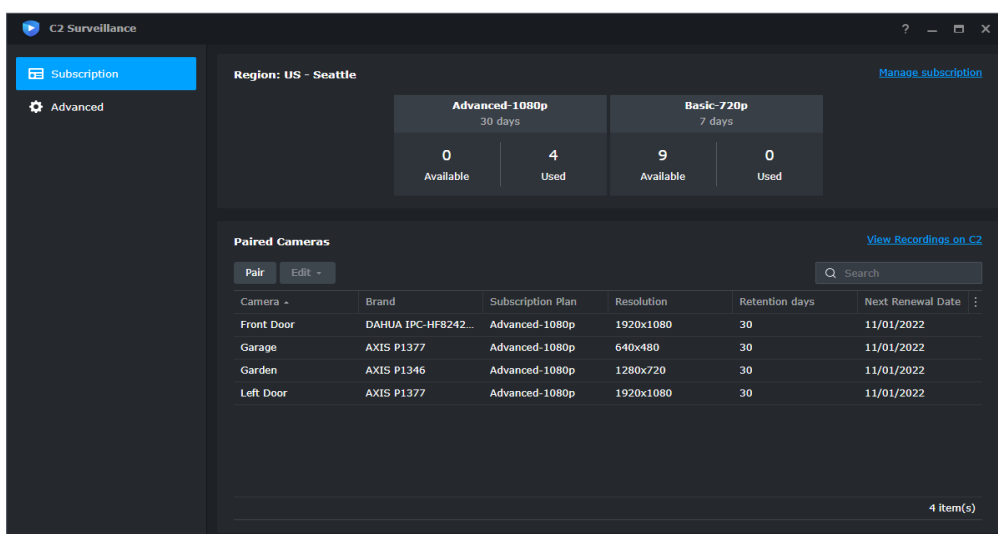 C2 Surveillance
Subscription
Advanced
Region: US - Seattle
Manage subscription
Advanced-1080p Basic-720p
30 days 7 days
0 4 9 0
Available Used Available Used
Paired Cameras
View Recordings on C2
Pair Edit
Search
Camera Brand Subscription Plan Resolution Retention days Next Renewal Date
Front Door DAHUA IPC-HF8242... Advanced-1080p 1920x1080 30 11/01/2022
Garage AXIS P1377 Advanced-1080p 640x480 30 11/01/2022
Garden AXIS P1346 Advanced-1080p 1280x720 30 11/01/2022
Left Door AXIS P1377 Advanced-1080p 1920x1080 30 11/01/2022
4 item(s)